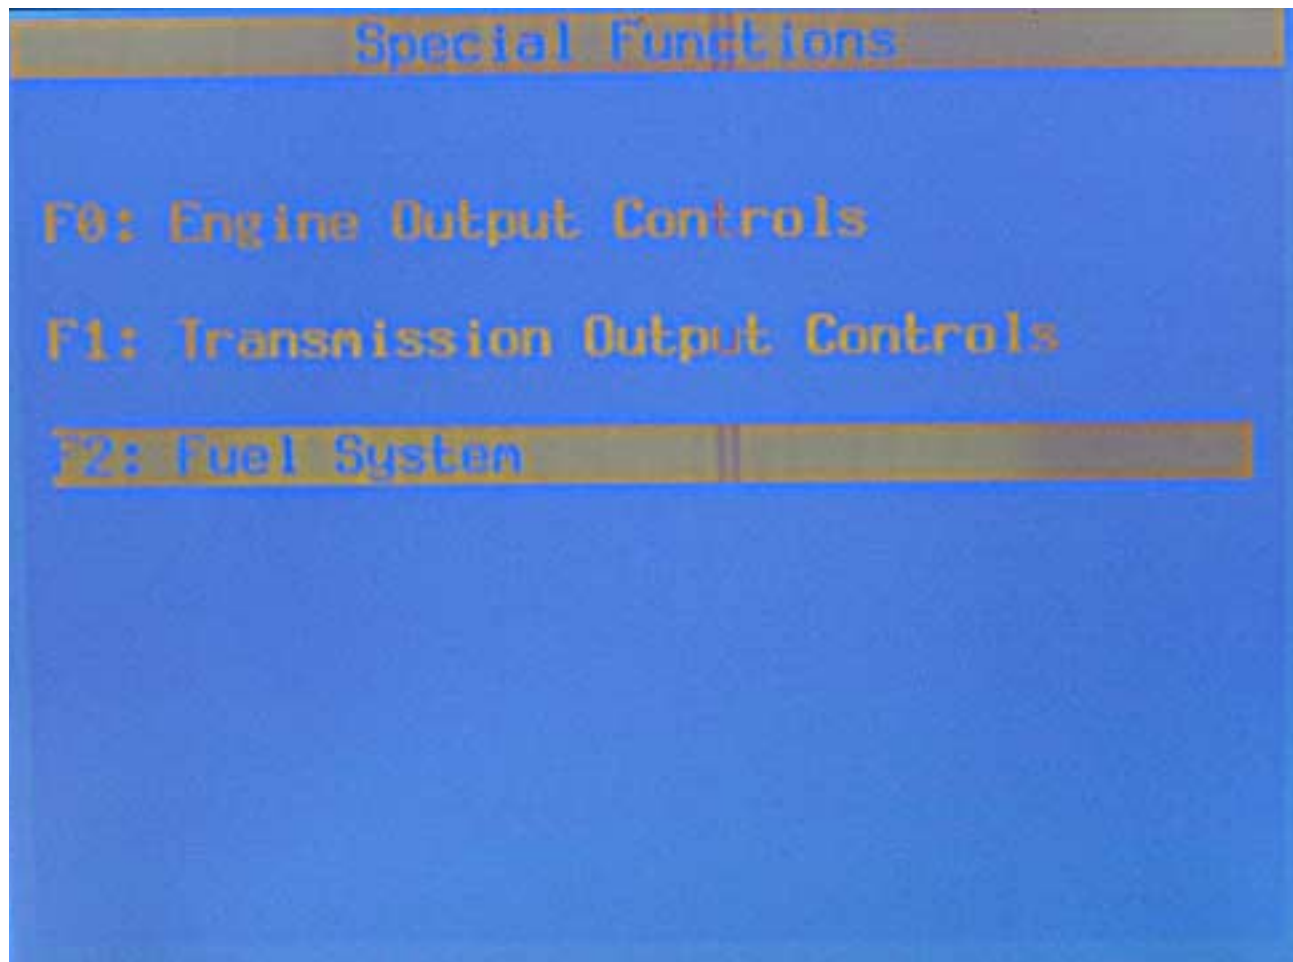 Special Functions
F0: Engine Output Controls
F1: Transmission Output Controls
F2: Fuel System